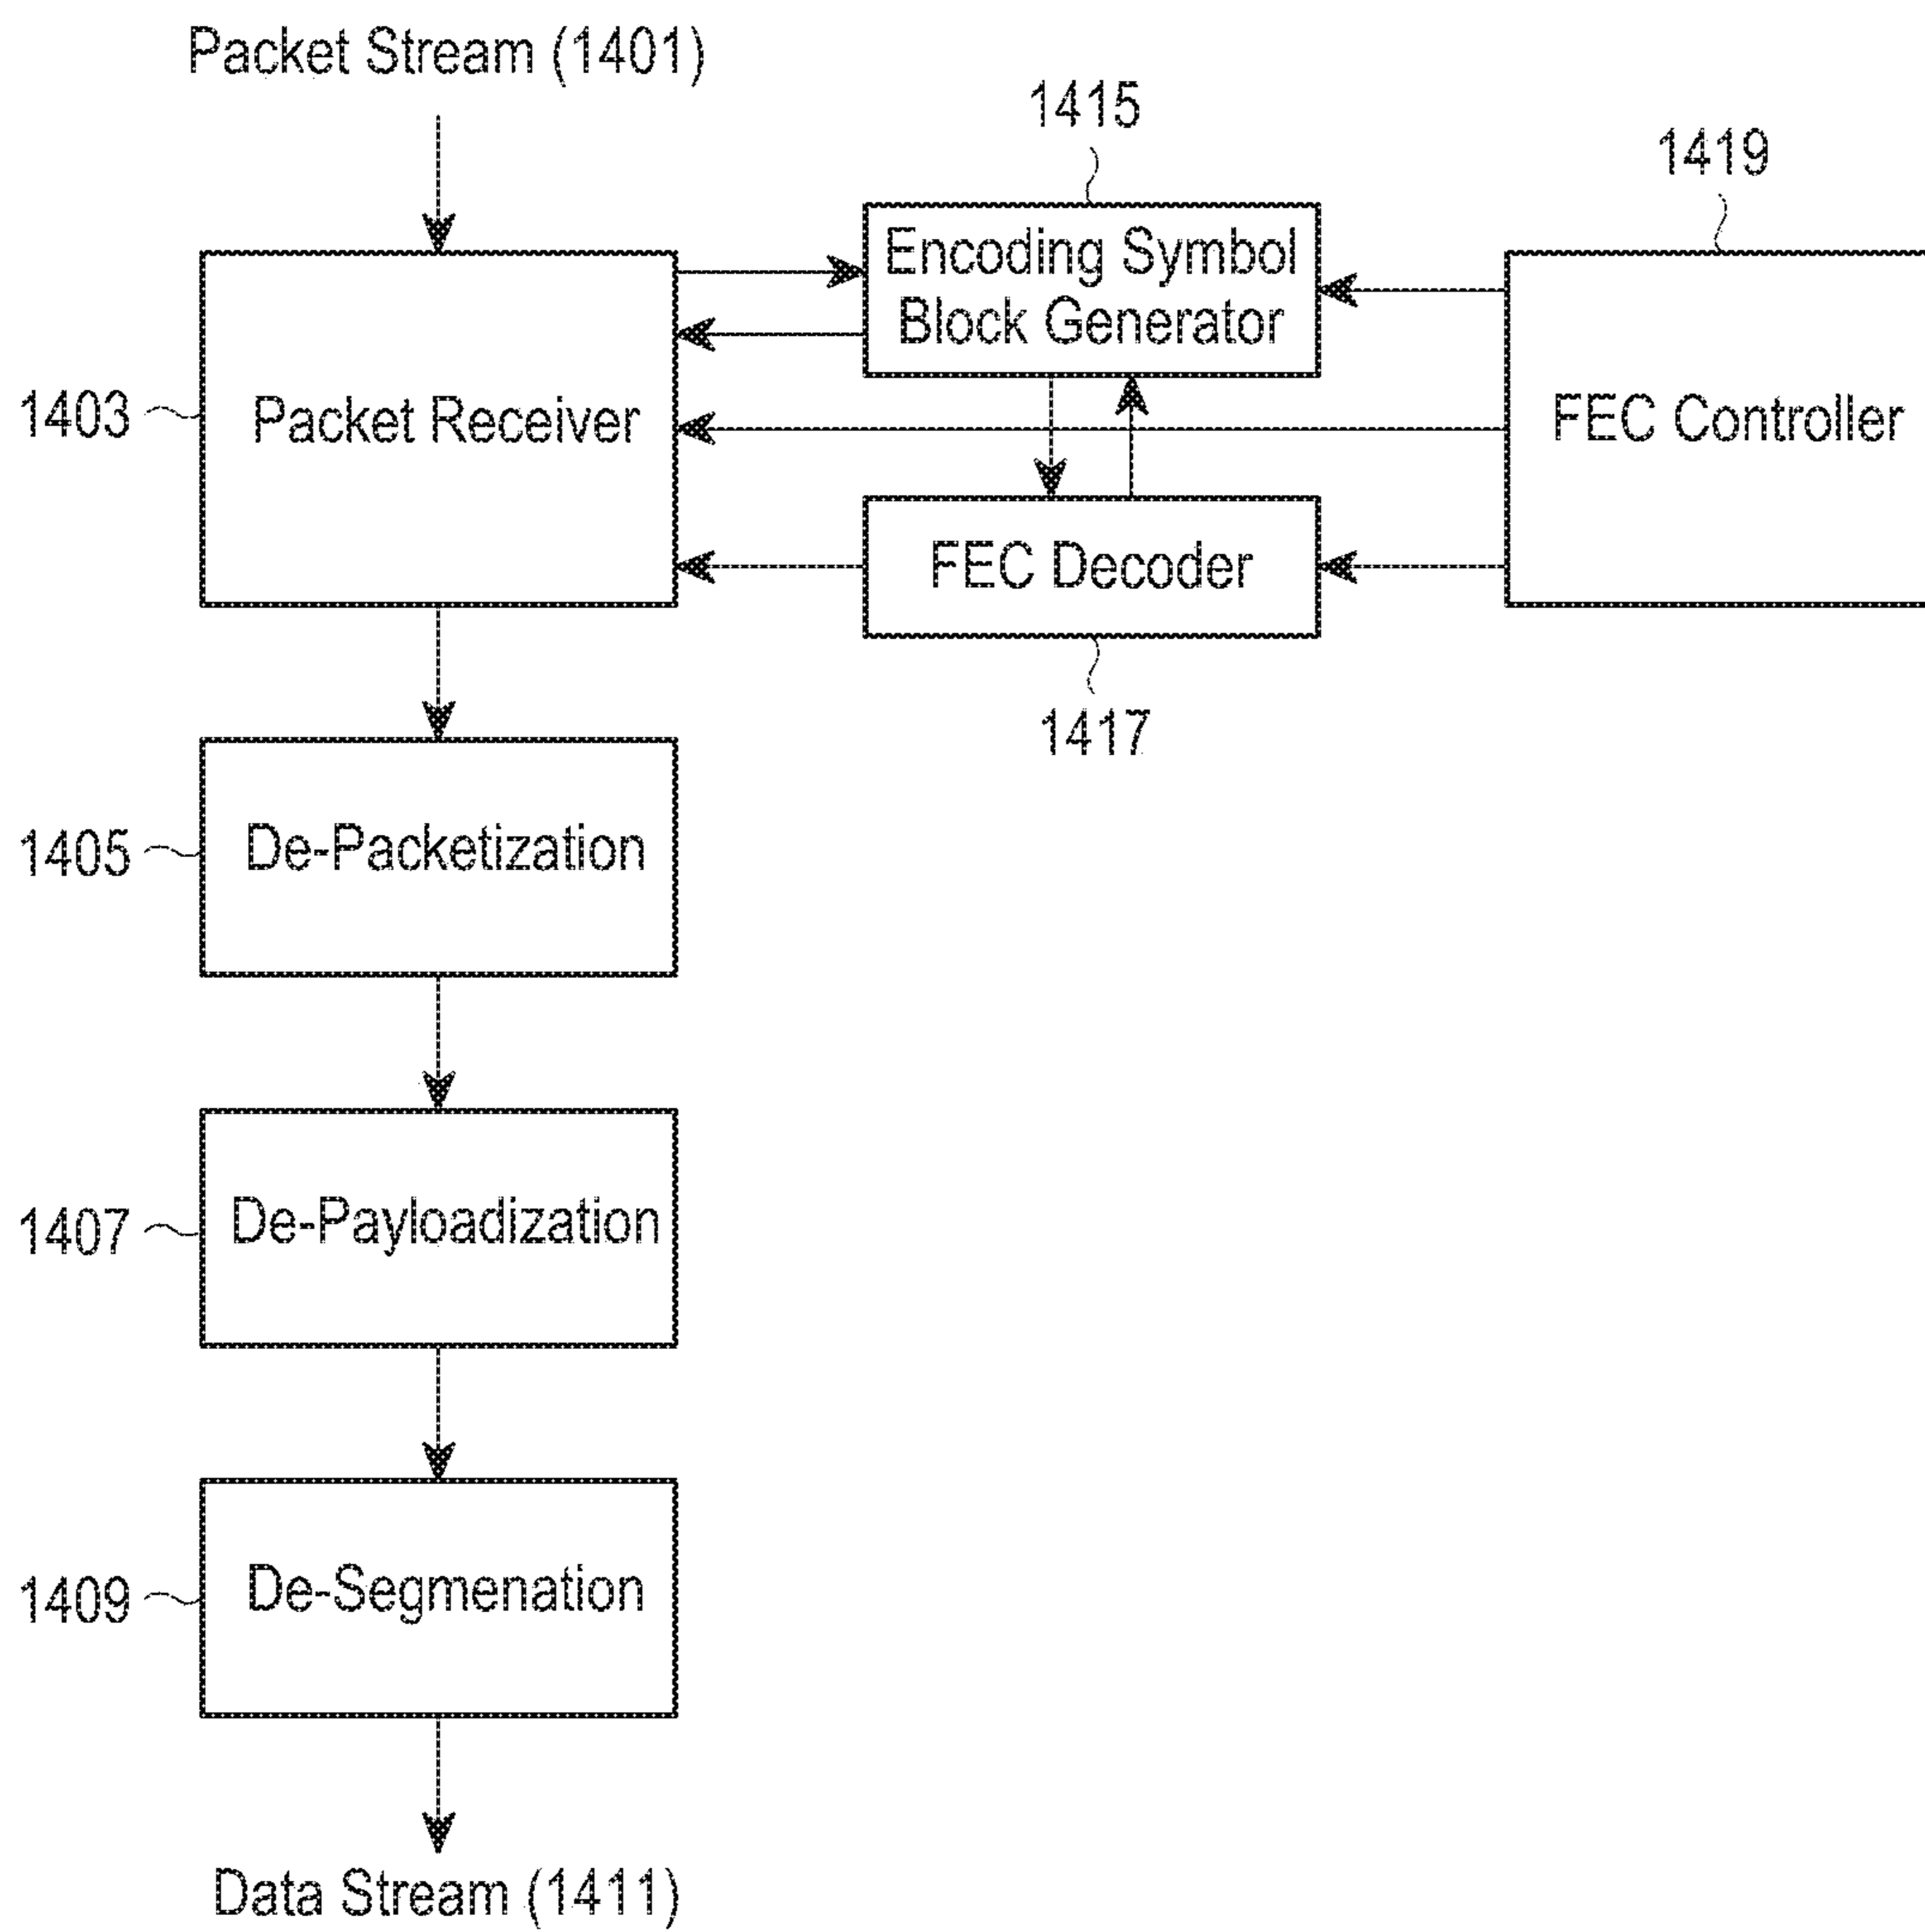 Packet Stream (1401)
1415
1419
Encoding Symbol
Block Generator
1403
Packet Receiver
FEC Controller
FEC Decoder
1417
1405
De-Packetization
1407
De-Payloadization
1409
De-Segmenation
Data Stream (1411)